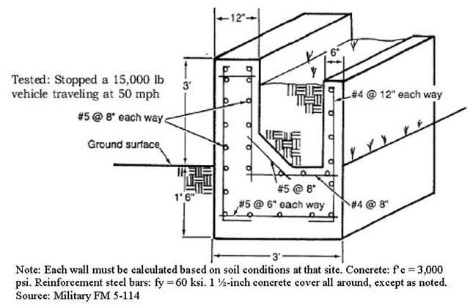 12"
6"
Tested: Stopped a 15,000 lb
vehicle traveling at 50 mph
3'
#4 @ 12" each way
#5 @ 8" each way
Ground surface
1' 6"
#5 @ 8"
#5 @ 6" each way
#4 @ 8"
3'
Note: Each wall must be calculated based on soil conditions at that site. Concrete: f'c = 3,000
psi. Reinforcement steel bars: fy = 60 ksi. 1 ½-inch concrete cover all around, except as noted.
Source: Military FM 5-114